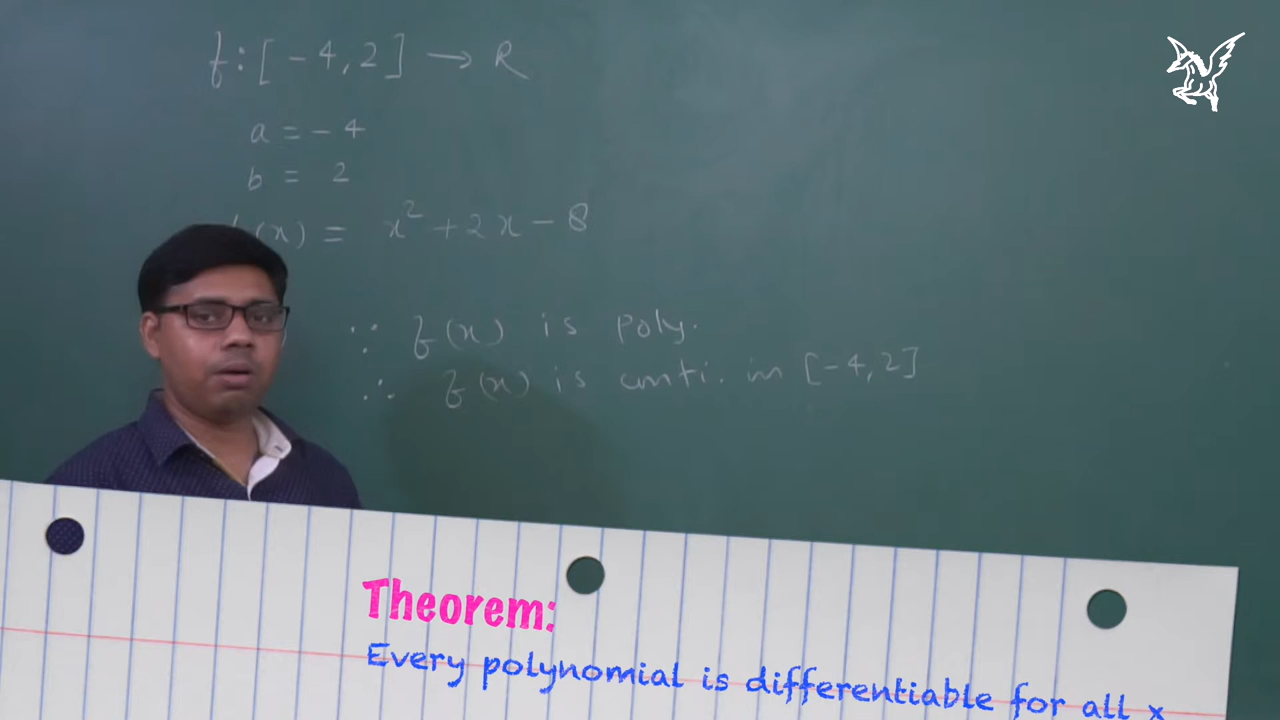 f : [ - 4 , 2 ] → R
a = - 4
b = 2
(x) = x² + 2x - 8
∵ f(x) is poly.
∴ f(x) is conti. in [-4, 2]
Theorem:
Every polynomial is differentiable for all x